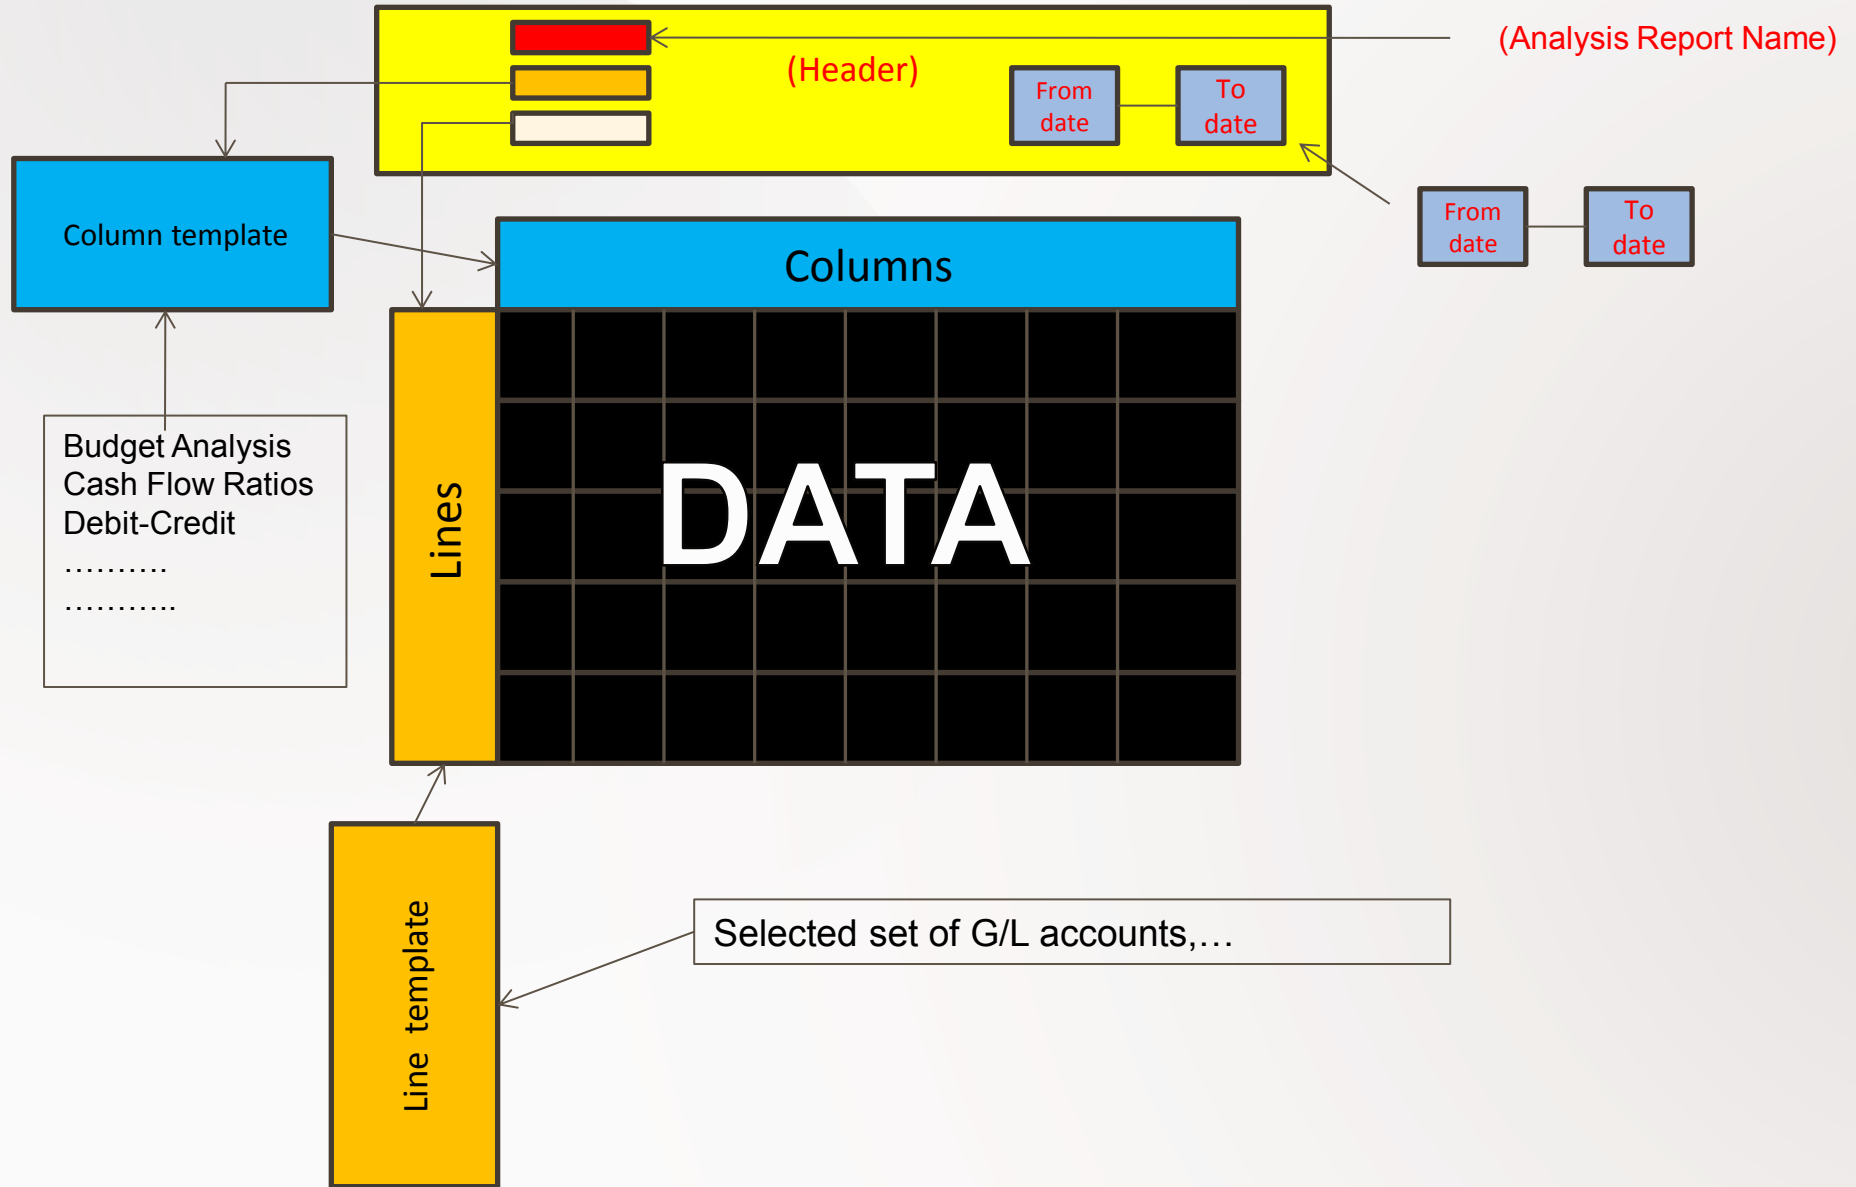 (Analysis Report Name)
(Header)
From
date
To
date
From
date
To
date
Column template
Columns
Budget Analysis
Cash Flow Ratios
Debit-Credit
……….
………..
Lines
DATA
Line template
Selected set of G/L accounts,…